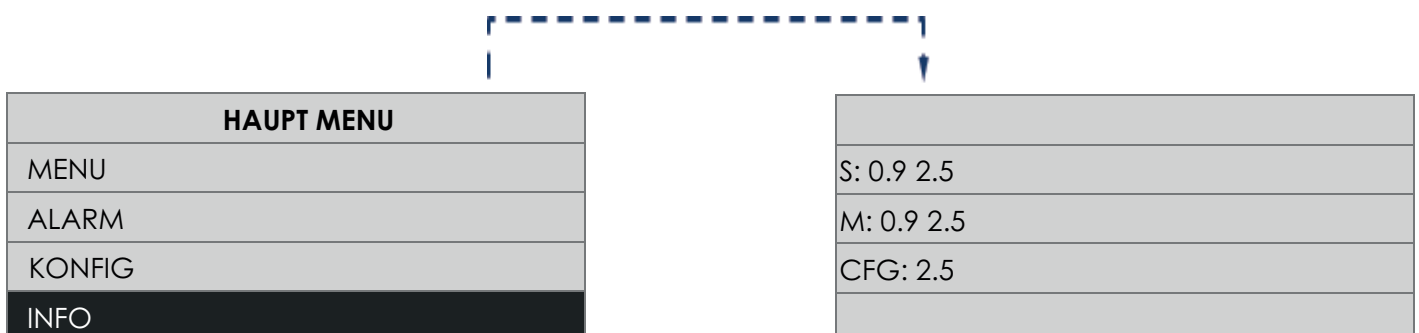 HAUPT MENU
MENU
ALARM
KONFIG
INFO
S: 0.9 2.5
M: 0.9 2.5
CFG: 2.5